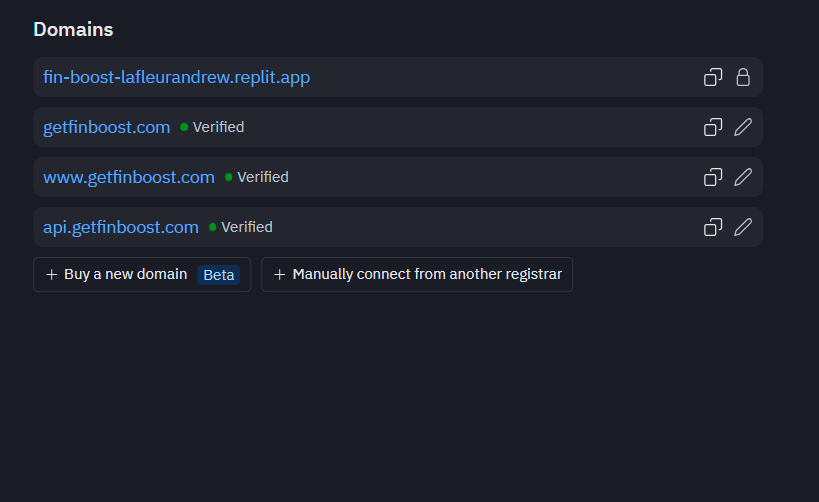 Domains
fin-boost-lafleurandrew.replit.app
getfinboost.com Verified
www.getfinboost.com Verified
api.getfinboost.com Verified
+ Buy a new domain Beta + Manually connect from another registrar